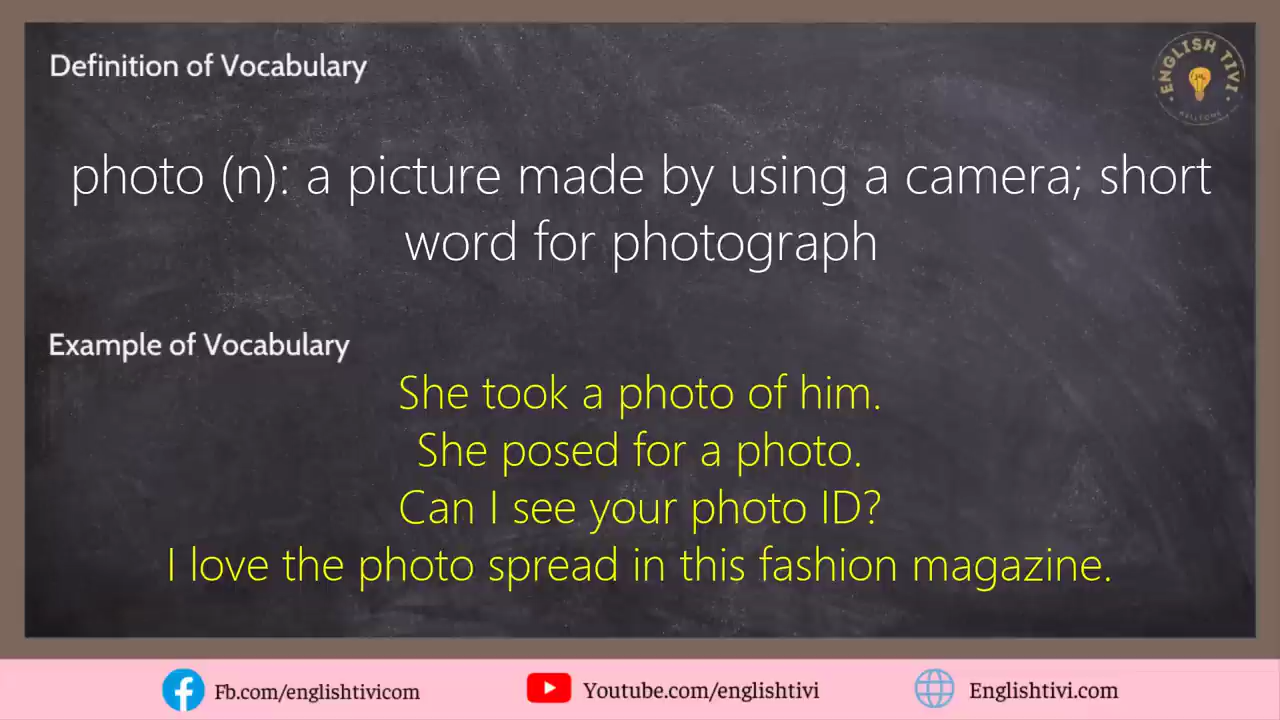 Definition of Vocabulary
ENGLISH TIVI
photo (n): a picture made by using a camera; short
word for photograph
Example of Vocabulary
She took a photo of him.
She posed for a photo.
Can I see your photo ID?
I love the photo spread in this fashion magazine.
Fb.com/englishtivicom
Youtube.com/englishtivi
Englishtivi.com